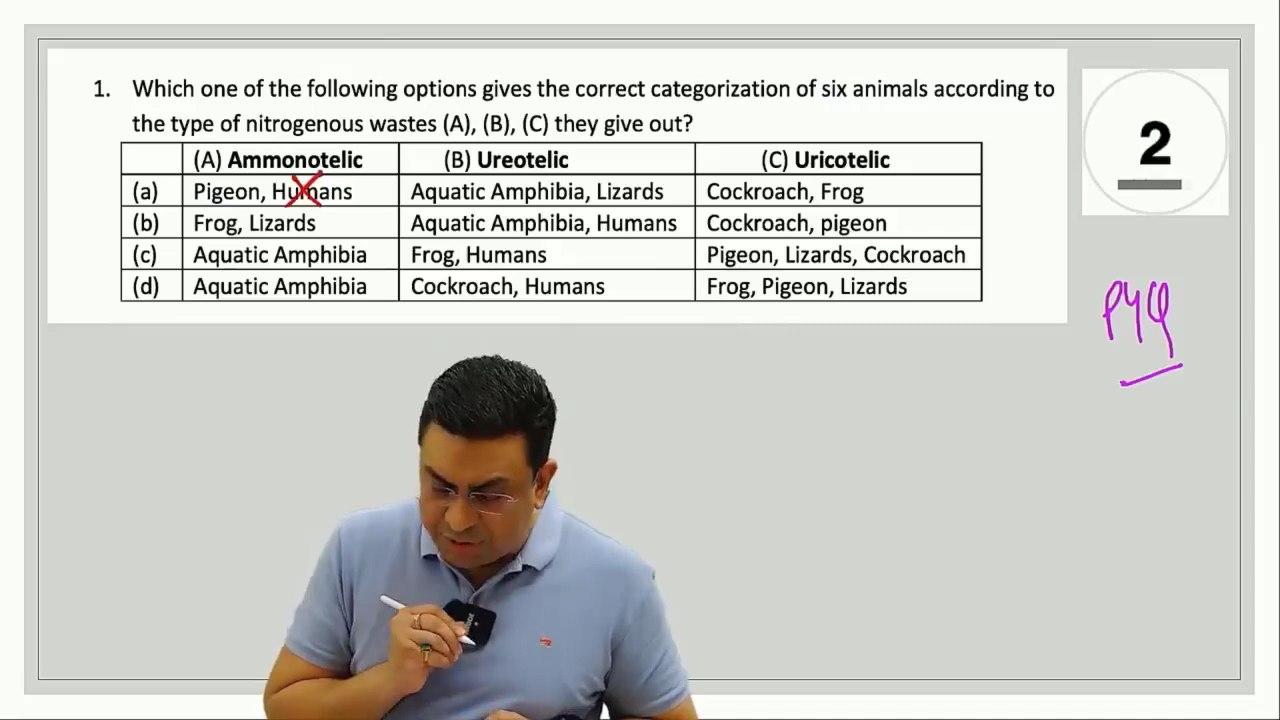 1. Which one of the following options gives the correct categorization of six animals according to
the type of nitrogenous wastes (A), (B), (C) they give out?
(A) Ammonotelic (B) Ureotelic (C) Uricotelic
(a) Pigeon, Humans Aquatic Amphibia, Lizards Cockroach, Frog
(b) Frog, Lizards Aquatic Amphibia, Humans Cockroach, pigeon
(c) Aquatic Amphibia Frog, Humans Pigeon, Lizards, Cockroach
(d) Aquatic Amphibia Cockroach, Humans Frog, Pigeon, Lizards
2
PYQ